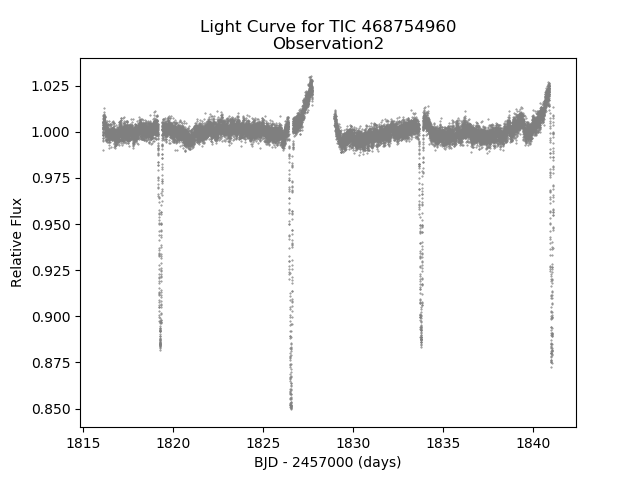 Light Curve for TIC 468754960
Observation2
1.025
1.000
0.975
0.950
0.925
0.900
0.875
0.850
Relative Flux
1815 1820 1825 1830 1835 1840
BJD - 2457000 (days)